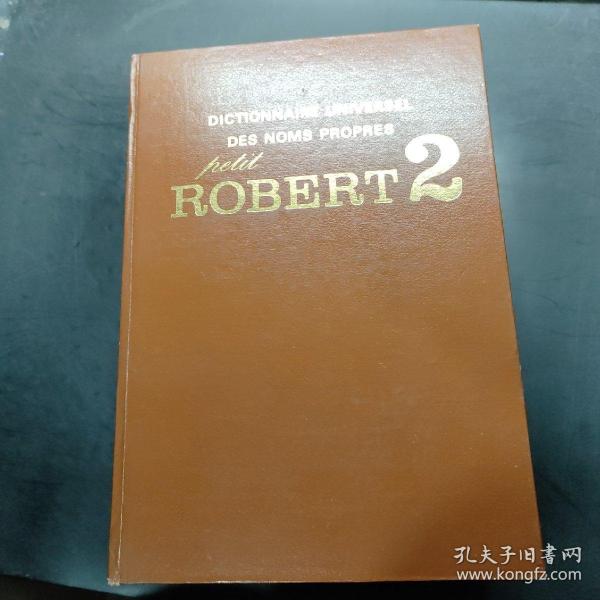 DICTIONNAIRE UNIVERSEL
DES NOMS PROPRES
petit
ROBERT 2
孔夫子旧书网
www.kongfz.com